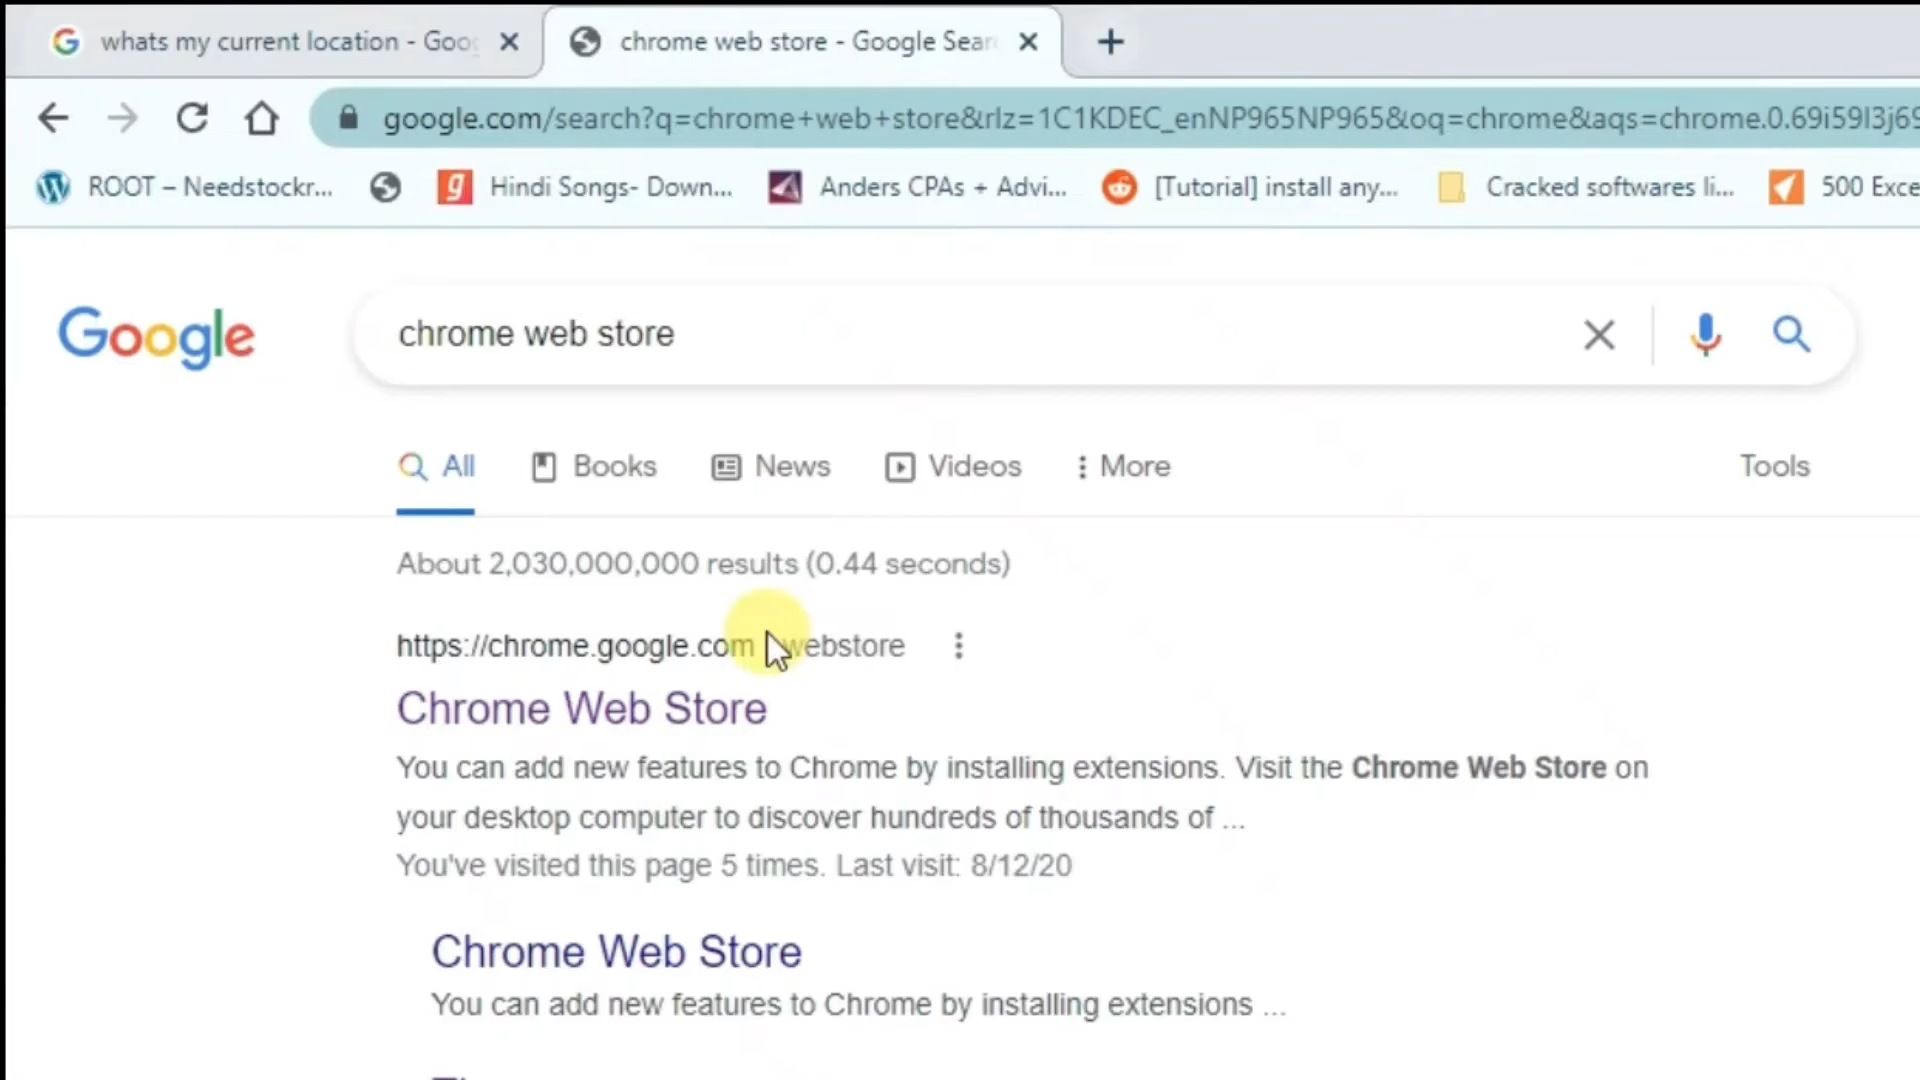 whats my current location - Goo
chrome web store - Google Sear
google.com/search?q=chrome+web+store&rlz=1C1KDEC_enNP965NP965&oq=chrome&aqs=chrome.0.69i59l3j69
ROOT – Needstockr...
Hindi Songs- Down...
Anders CPAs + Advi...
[Tutorial] install any...
Cracked softwares li...
500 Exce
Google
chrome web store
All
Books
News
Videos
More
Tools
About 2,030,000,000 results (0.44 seconds)
https://chrome.google.com webstore
Chrome Web Store
You can add new features to Chrome by installing extensions. Visit the Chrome Web Store on
your desktop computer to discover hundreds of thousands of ...
You've visited this page 5 times. Last visit: 8/12/20
Chrome Web Store
You can add new features to Chrome by installing extensions ...